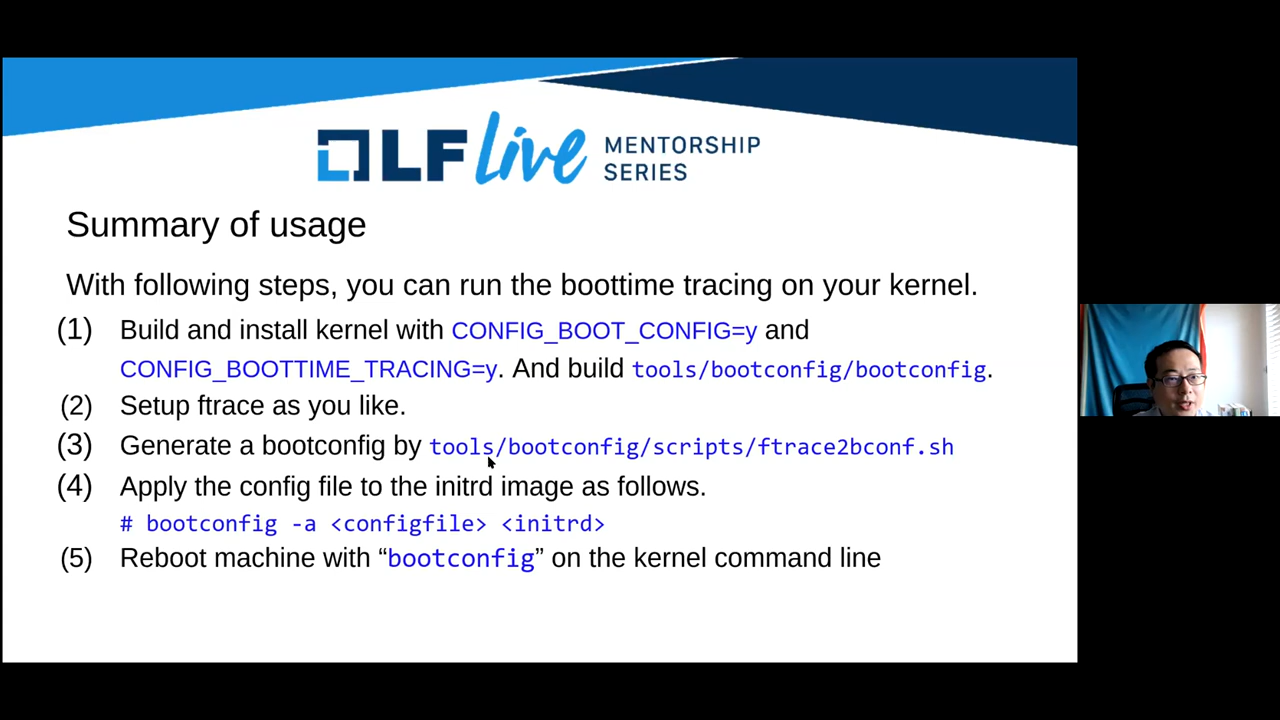 LF Live MENTORSHIP
SERIES
Summary of usage
With following steps, you can run the boottime tracing on your kernel.
(1) Build and install kernel with CONFIG_BOOT_CONFIG=y and
CONFIG_BOOTTIME_TRACING=y. And build tools/bootconfig/bootconfig.
(2) Setup ftrace as you like.
(3) Generate a bootconfig by tools/bootconfig/scripts/ftrace2bconf.sh
(4) Apply the config file to the initrd image as follows.
# bootconfig -a <configfile> <initrd>
(5) Reboot machine with “bootconfig” on the kernel command line